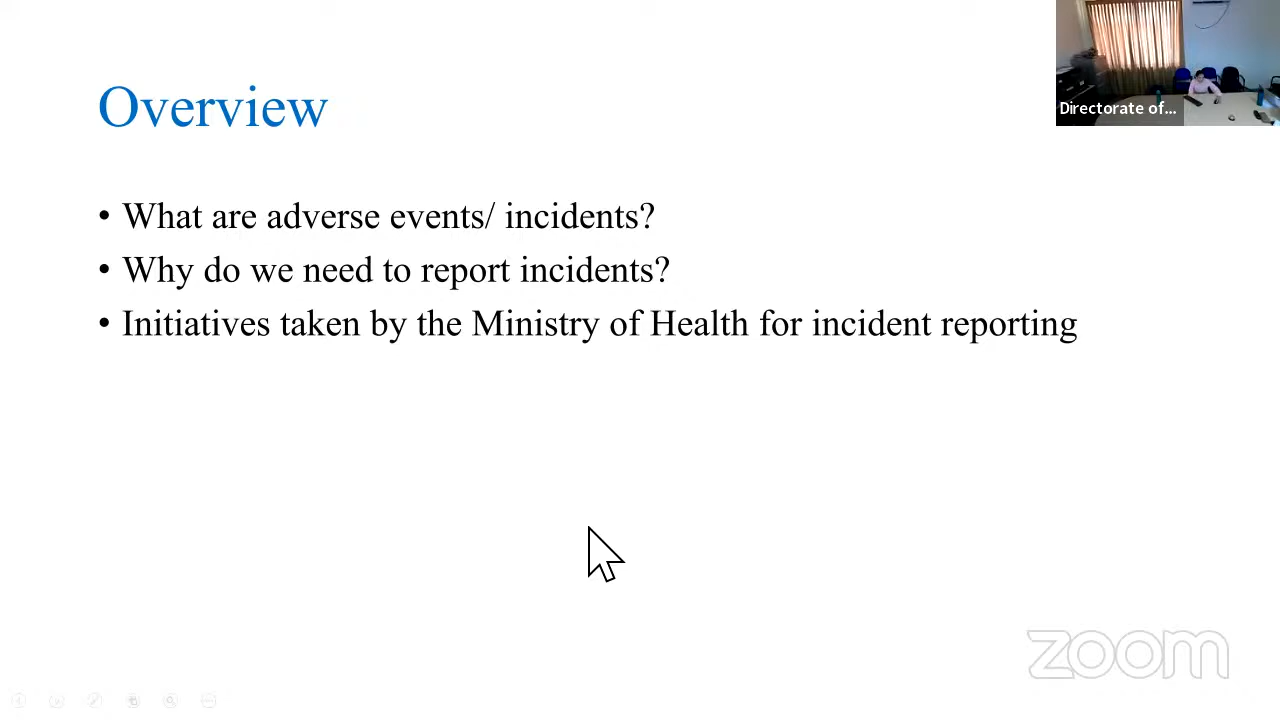 Overview
Directorate of...
• What are adverse events/ incidents?
• Why do we need to report incidents?
• Initiatives taken by the Ministry of Health for incident reporting
zoom